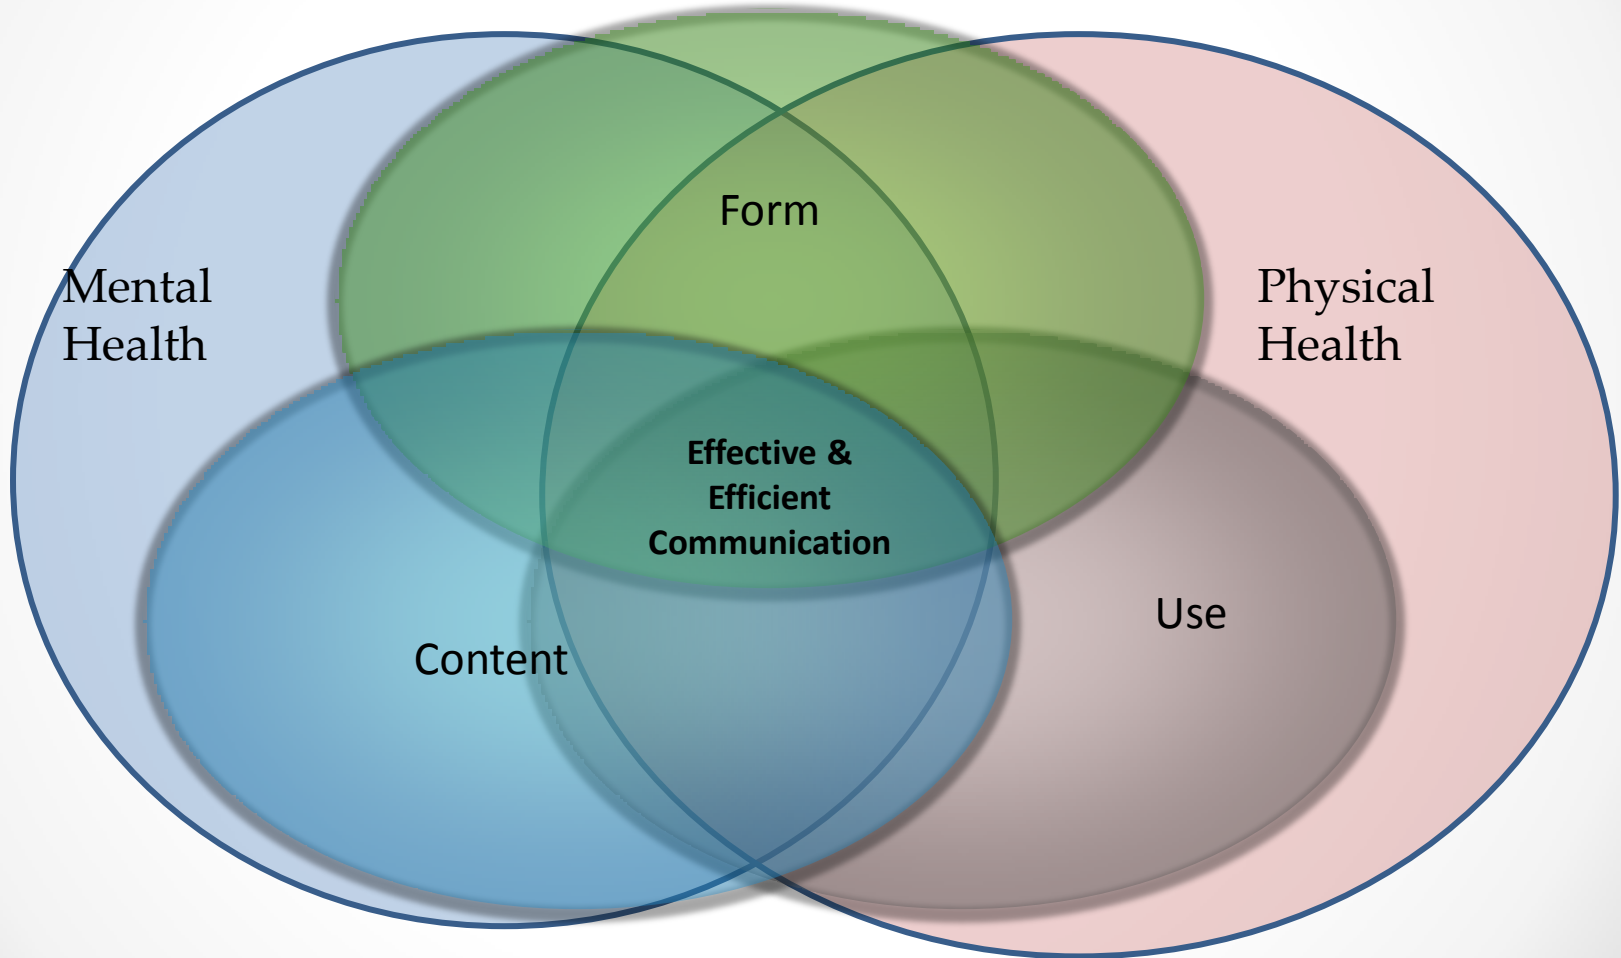 Form
Mental
Health
Physical
Health
Effective &
Efficient
Communication
Use
Content